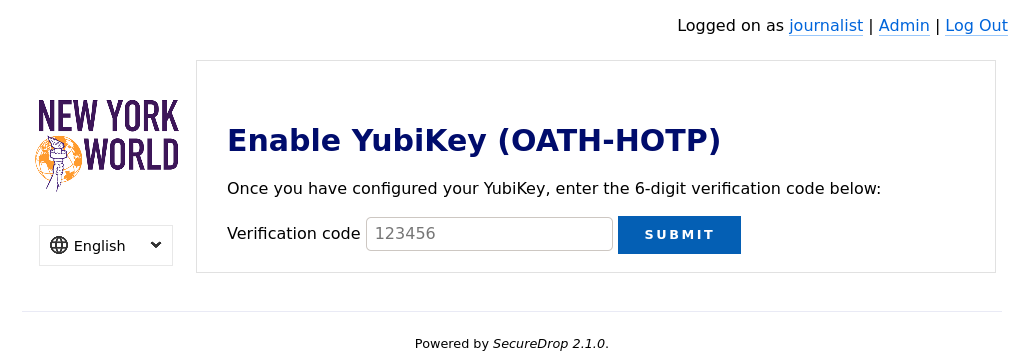 Logged on as journalist | Admin | Log Out
NEW YORK
WORLD
English
Enable YubiKey (OATH-HOTP)
Once you have configured your YubiKey, enter the 6-digit verification code below:
Verification code 123456 SUBMIT
Powered by SecureDrop 2.1.0.